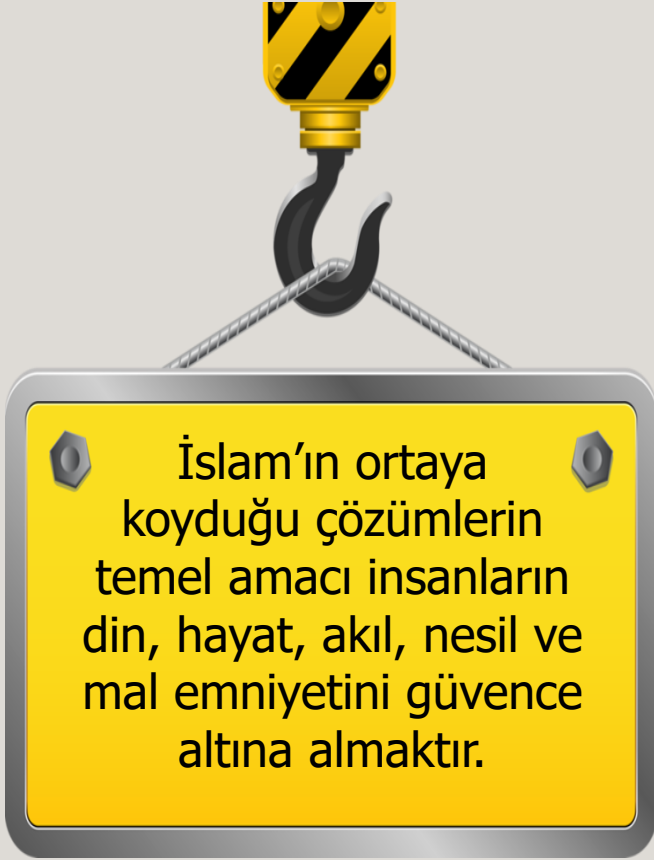 İslam’ın ortaya
koyduğu çözümlerin
temel amacı insanların
din, hayat, akıl, nesil ve
mal emniyetini güvence
altına almaktır.